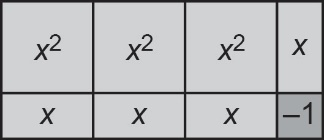 x² x² x² x
x x x –1